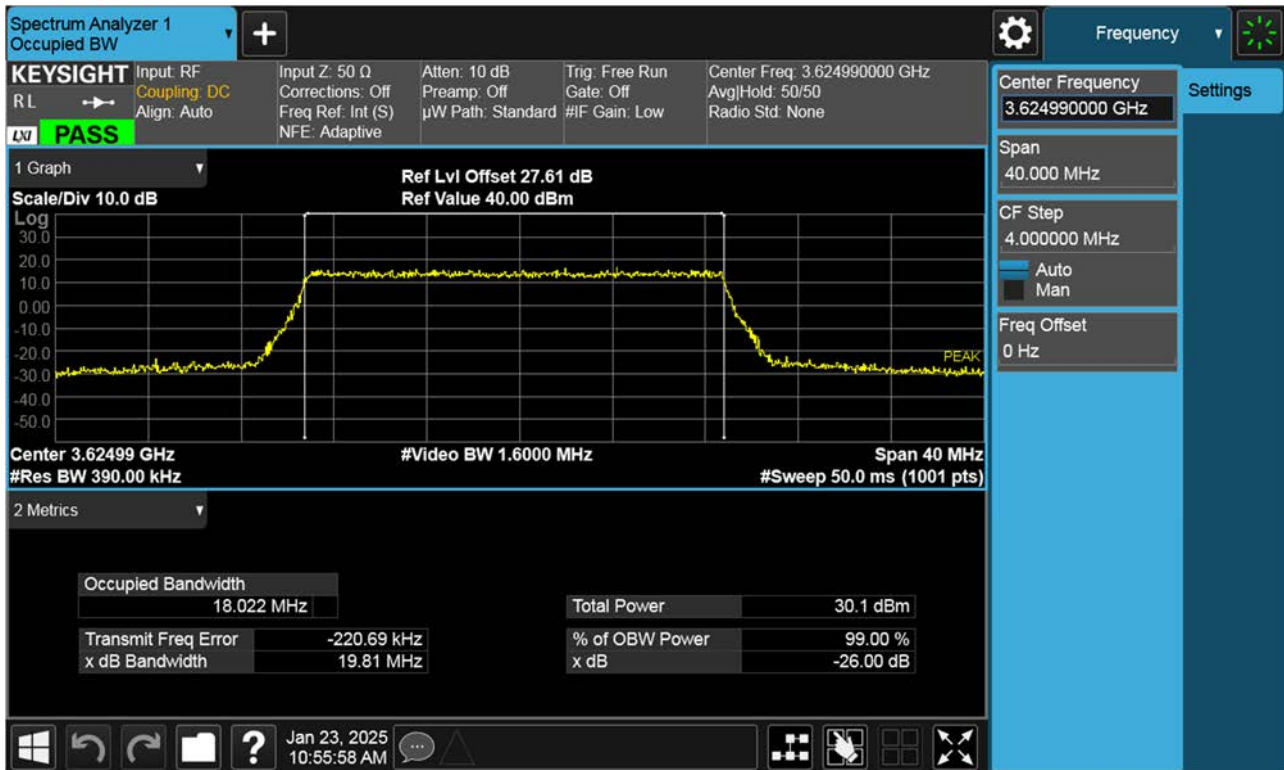 Spectrum Analyzer 1
Occupied BW
Frequency
KEYSIGHT
RL
LXI
PASS
Input: RF
Coupling: DC
Align: Auto
Input Z: 50 Ω
Corrections: Off
Freq Ref: Int (S)
NFE: Adaptive
Atten: 10 dB
Preamp: Off
µW Path: Standard
Trig: Free Run
Gate: Off
#IF Gain: Low
Center Freq: 3.624990000 GHz
Avg|Hold: 50/50
Radio Std: None
Center Frequency
3.624990000 GHz
Settings
Span
40.000 MHz
CF Step
4.000000 MHz
Auto
Man
Freq Offset
0 Hz
1 Graph
Scale/Div 10.0 dB
Ref Lvl Offset 27.61 dB
Ref Value 40.00 dBm
Log
30.0
20.0
10.0
0.00
-10.0
-20.0
-30.0
-40.0
-50.0
PEAK
Center 3.62499 GHz
#Res BW 390.00 kHz
#Video BW 1.6000 MHz
Span 40 MHz
#Sweep 50.0 ms (1001 pts)
2 Metrics
Occupied Bandwidth
18.022 MHz
Total Power 30.1 dBm
Transmit Freq Error -220.69 kHz
% of OBW Power 99.00 %
x dB Bandwidth 19.81 MHz
x dB -26.00 dB
?
Jan 23, 2025
10:55:58 AM